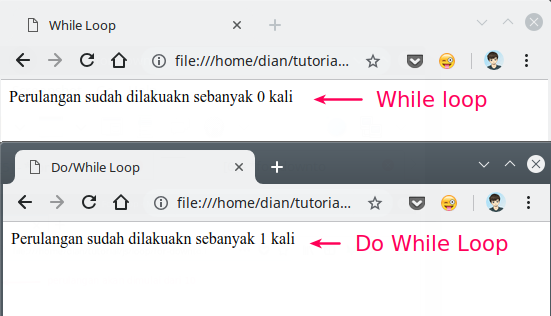 While Loop
file:///home/dian/tutoria...
Perulangan sudah dilakuakn sebanyak 0 kali
While loop
Do/While Loop
file:///home/dian/tutoria...
Perulangan sudah dilakuakn sebanyak 1 kali
Do While Loop